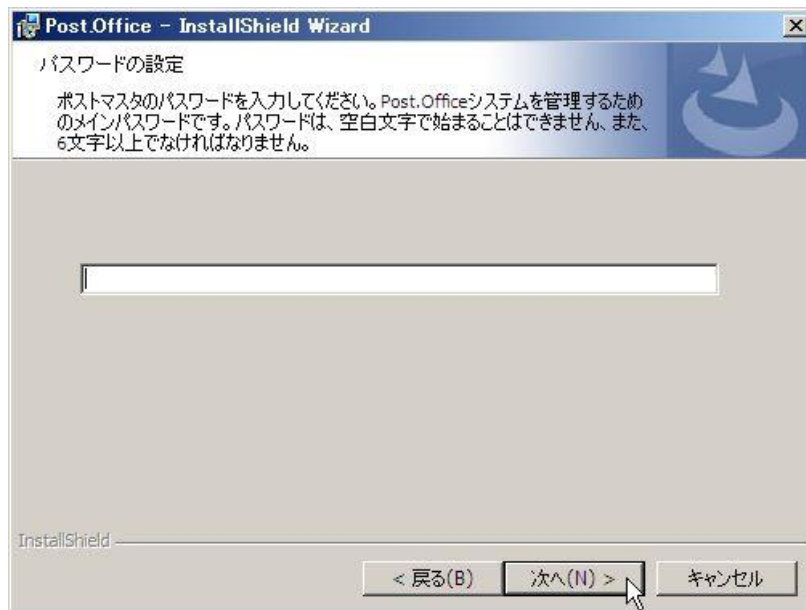 Post.Office - InstallShield Wizard
パスワードの設定
ポストマスタのパスワードを入力してください。Post.Officeシステムを管理するため
のメインパスワードです。パスワードは、空白文字で始まることはできません、また、
6文字以上でなければなりません。
InstallShield
< 戻る(B) 次へ(N) > キャンセル